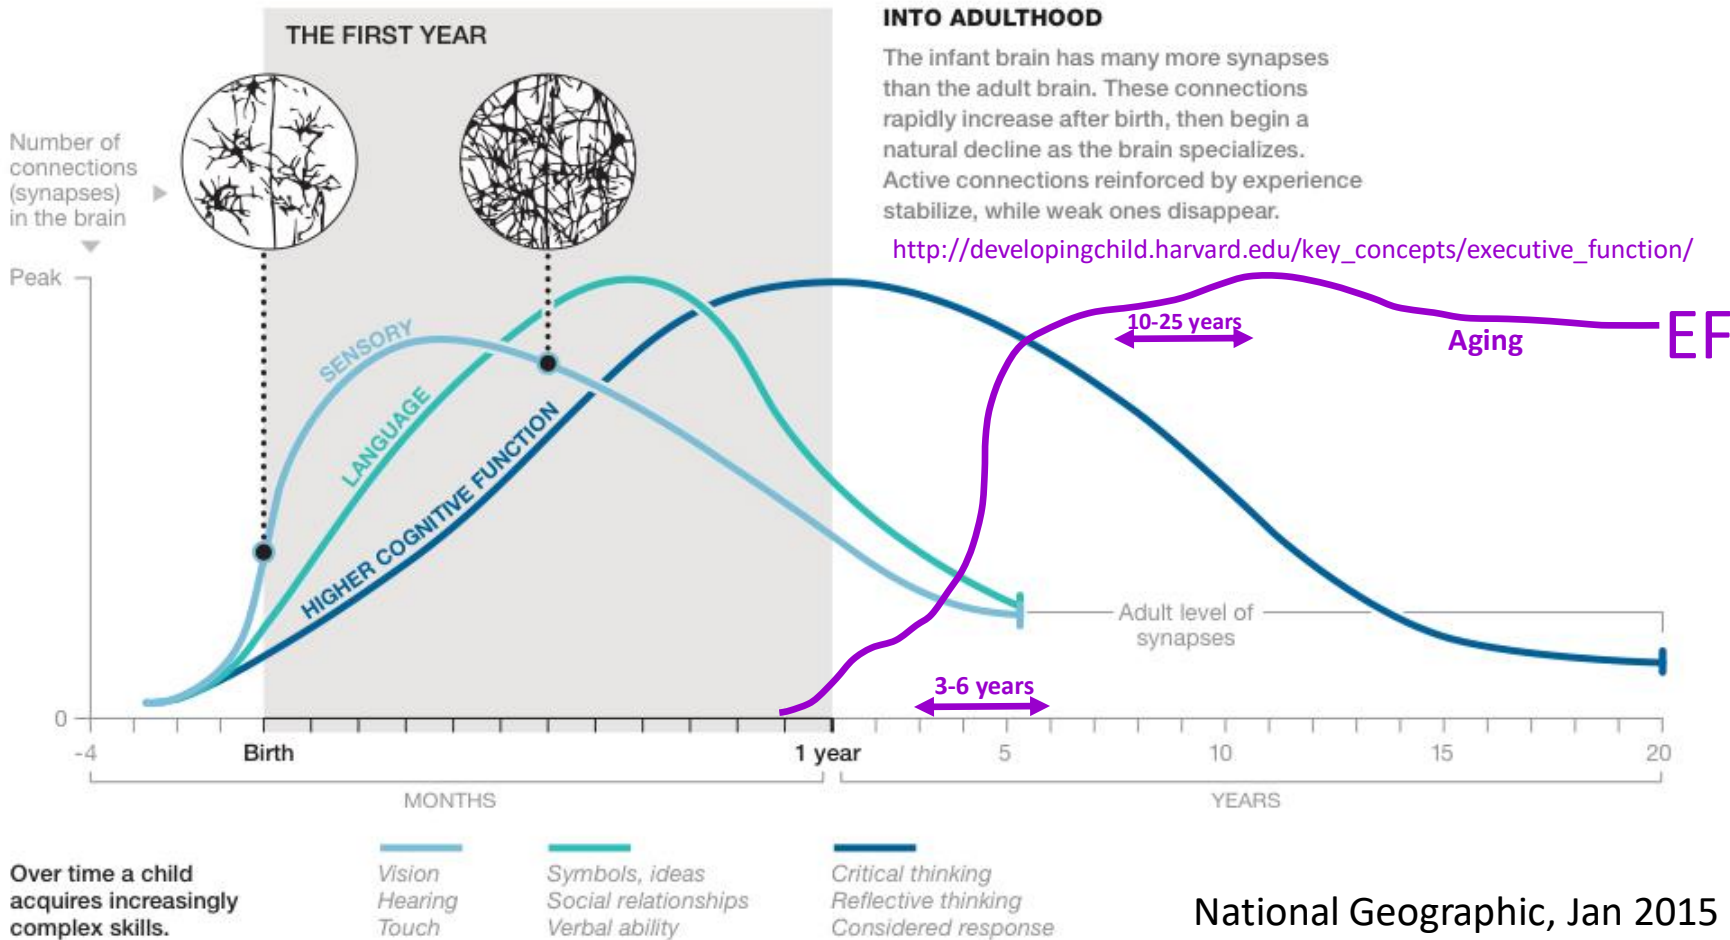 THE FIRST YEAR
INTO ADULTHOOD
The infant brain has many more synapses
than the adult brain. These connections
rapidly increase after birth, then begin a
natural decline as the brain specializes.
Active connections reinforced by experience
stabilize, while weak ones disappear.
http://developingchild.harvard.edu/key_concepts/executive_function/
Number of
connections
(synapses)
in the brain
Peak
SENSORY
LANGUAGE
HIGHER COGNITIVE FUNCTION
10-25 years
Aging
EF
Adult level of
synapses
3-6 years
0
-4
Birth
1 year
5
10
15
20
MONTHS
YEARS
Over time a child
acquires increasingly
complex skills.
Vision
Hearing
Touch
Symbols, ideas
Social relationships
Verbal ability
Critical thinking
Reflective thinking
Considered response
National Geographic, Jan 2015